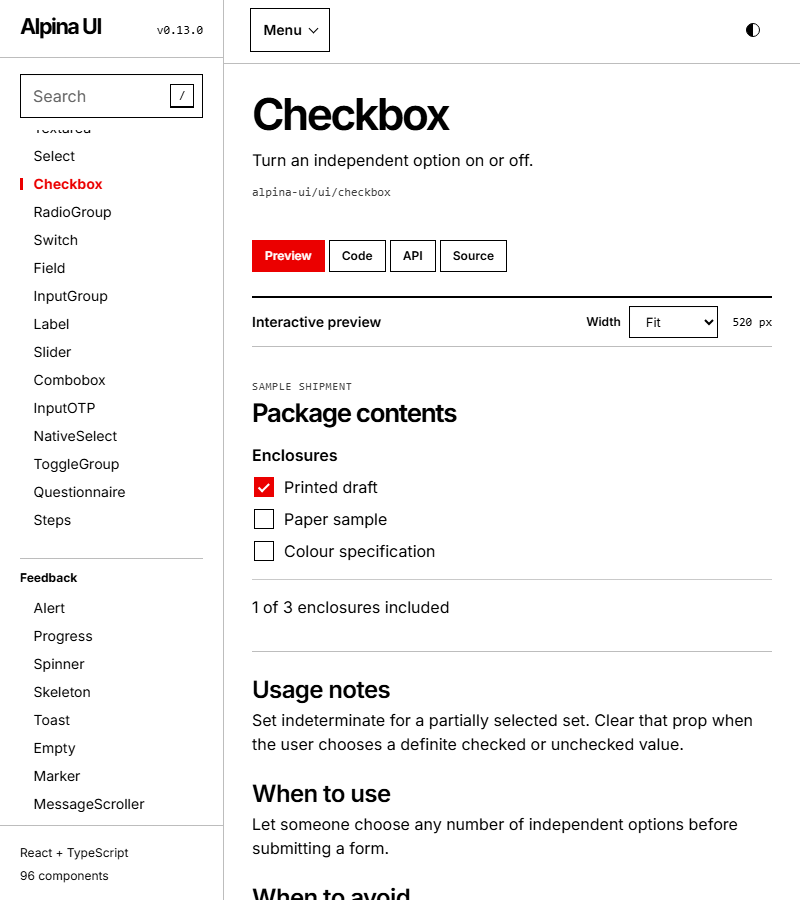 Alpina UI
v0.13.0
Search
/
Textarea
Select
Checkbox
RadioGroup
Switch
Field
InputGroup
Label
Slider
Combobox
InputOTP
NativeSelect
ToggleGroup
Questionnaire
Steps
Feedback
Alert
Progress
Spinner
Skeleton
Toast
Empty
Marker
MessageScroller
React + TypeScript
96 components
Menu
Checkbox
Turn an independent option on or off.
alpina-ui/ui/checkbox
Preview
Code
API
Source
Interactive preview
Width
Fit
520 px
SAMPLE SHIPMENT
Package contents
Enclosures
Printed draft
Paper sample
Colour specification
1 of 3 enclosures included
Usage notes
Set indeterminate for a partially selected set. Clear that prop when
the user chooses a definite checked or unchecked value.
When to use
Let someone choose any number of independent options before
submitting a form.
When to avoid